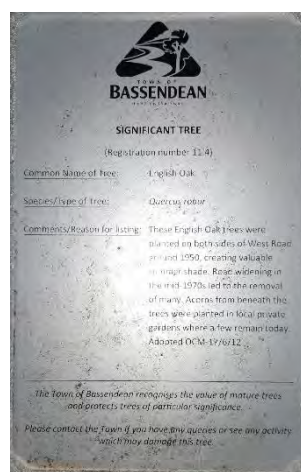 TOWN OF
BASSENDEAN
SIGNIFICANT TREE
(Registration number 11.4)
Common Name of Tree: English Oak
Species/Type of Tree: Quercus robur
Comments/Reason for listing: These English Oak trees were
planted on both sides of West Road
around 1950, creating valuable
summer shade. Road widening in
the mid-1970s led to the removal
of many. Acorns from beneath the
trees were planted in local private
gardens where a few remain today.
Adopted OCM-17/6/12
The Town of Bassendean recognises the value of mature trees
and protects trees of particular significance.
Please contact the Town if you have any queries or see any activity
which may damage this tree.